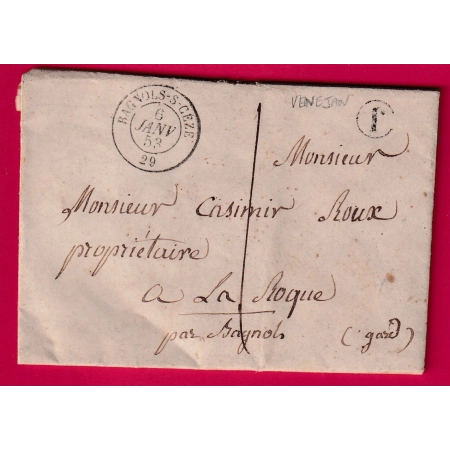 BAGNOLS-S-CEZE
6
JANV
53
29
VENEJAN
I
Monsieur
Monsieur Casimir Roux
propriétaire
a La Roque
par Bagnols (gard)